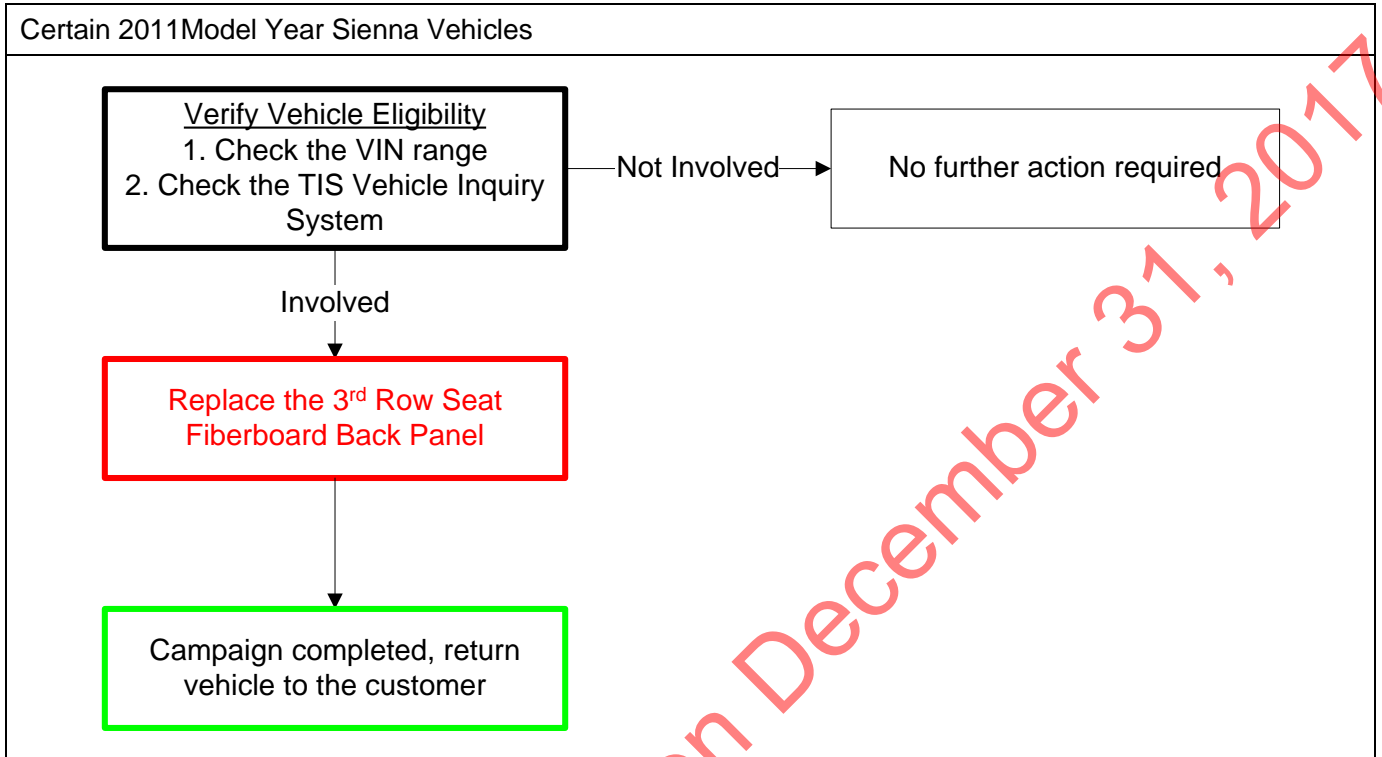 Certain 2011Model Year Sienna Vehicles
Verify Vehicle Eligibility
1. Check the VIN range
2. Check the TIS Vehicle Inquiry
System
Not Involved
No further action required
Involved
Replace the 3rd Row Seat
Fiberboard Back Panel
Campaign completed, return
vehicle to the customer
on December 31, 2017